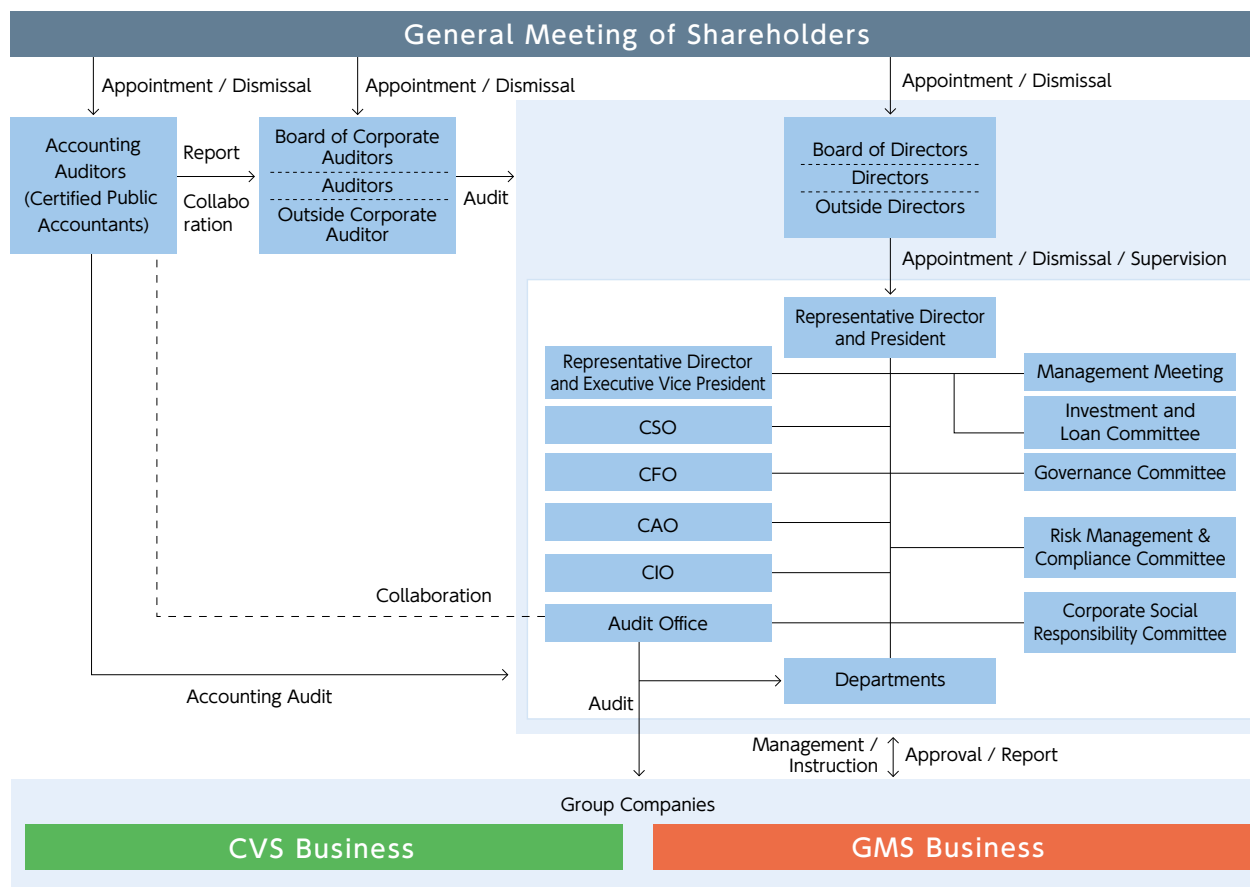 General Meeting of Shareholders
Appointment / Dismissal
Appointment / Dismissal
Appointment / Dismissal
Accounting
Auditors
(Certified Public
Accountants)
Report
Collabo
ration
Board of Corporate
Auditors
Auditors
Outside Corporate
Auditor
Audit
Board of Directors
Directors
Outside Directors
Appointment / Dismissal / Supervision
Representative Director
and President
Representative Director
and Executive Vice President
Management Meeting
CSO
Investment and
Loan Committee
CFO
Governance Committee
CAO
Risk Management &
Compliance Committee
CIO
Collaboration
Audit Office
Corporate Social
Responsibility Committee
Departments
Accounting Audit
Audit
Management /
Instruction
Approval / Report
Group Companies
CVS Business
GMS Business